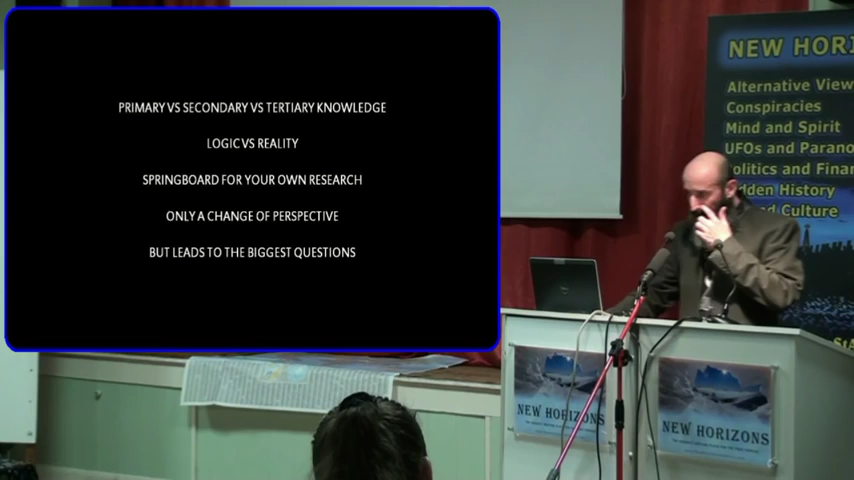 PRIMARY VS SECONDARY VS TERTIARY KNOWLEDGE
LOGIC VS REALITY
SPRINGBOARD FOR YOUR OWN RESEARCH
ONLY A CHANGE OF PERSPECTIVE
BUT LEADS TO THE BIGGEST QUESTIONS
NEW HORI
Alternative View
Conspiracies
Mind and Spirit
UFOs and Parano
olitics and Finan
dden History
d Culture
NEW HORIZONS
NEW HORIZONS